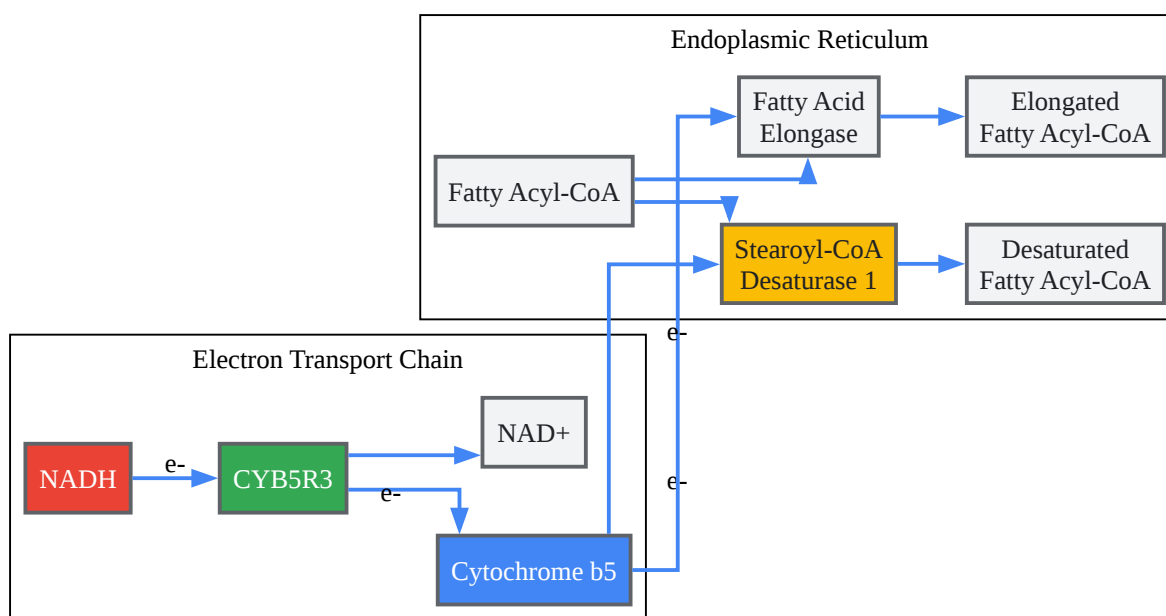 Endoplasmic Reticulum
Fatty Acid
Elongase
Elongated
Fatty Acyl-CoA
Fatty Acyl-CoA
Stearoyl-CoA
Desaturase 1
Desaturated
Fatty Acyl-CoA
e-
Electron Transport Chain
NAD+
NADH
e-
CYB5R3
e-
e-
Cytochrome b5